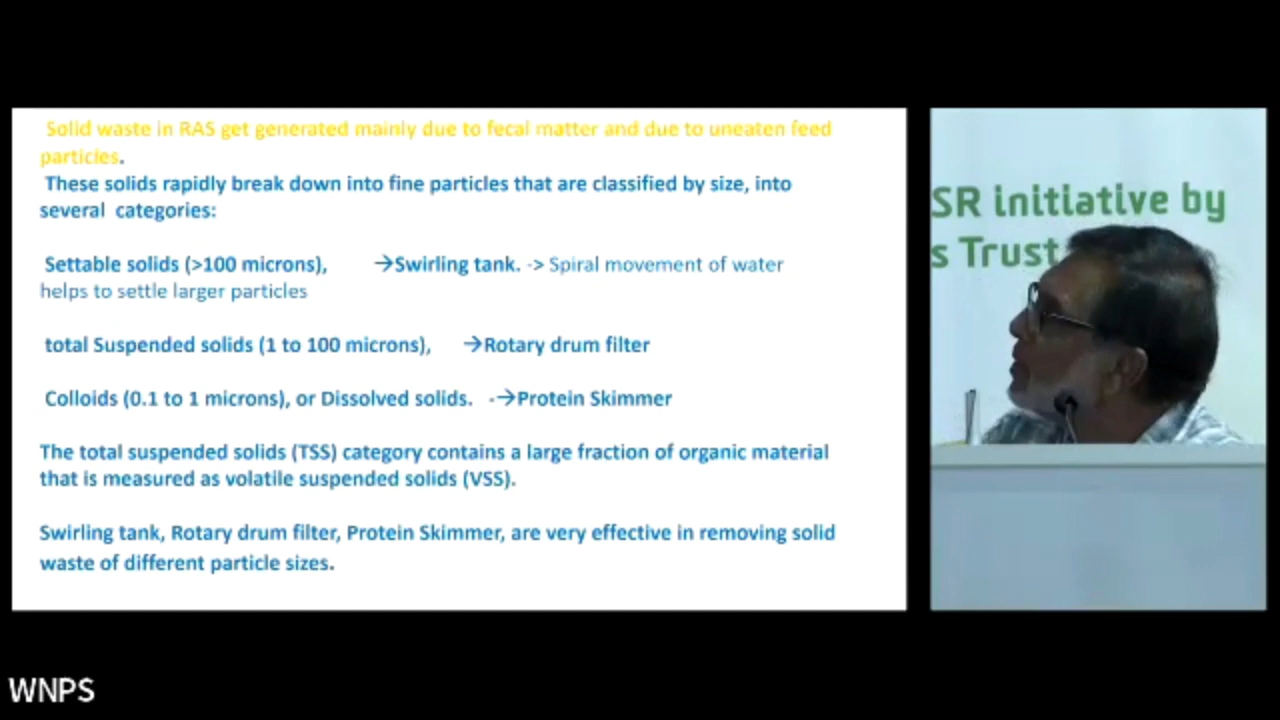 Solid waste in RAS get generated mainly due to fecal matter and due to uneaten feed
particles.
These solids rapidly break down into fine particles that are classified by size, into
several categories:
Settable solids (>100 microns), →Swirling tank. -> Spiral movement of water
helps to settle larger particles
total Suspended solids (1 to 100 microns), →Rotary drum filter
Colloids (0.1 to 1 microns), or Dissolved solids. -→Protein Skimmer
The total suspended solids (TSS) category contains a large fraction of organic material
that is measured as volatile suspended solids (VSS).
Swirling tank, Rotary drum filter, Protein Skimmer, are very effective in removing solid
waste of different particle sizes.
SR initiative by
s Trust
WNPS